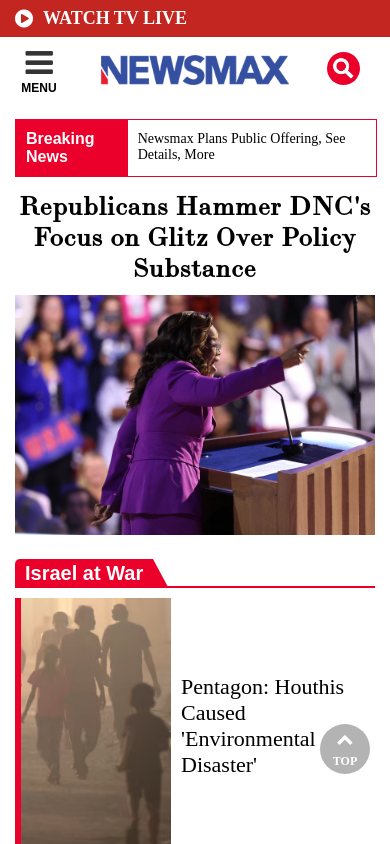 WATCH TV LIVE
MENU
NEWSMAX
Breaking
News
Newsmax Plans Public Offering, See
Details, More
Republicans Hammer DNC's
Focus on Glitz Over Policy
Substance
USA
Israel at War
Pentagon: Houthis
Caused
'Environmental
Disaster'
TOP